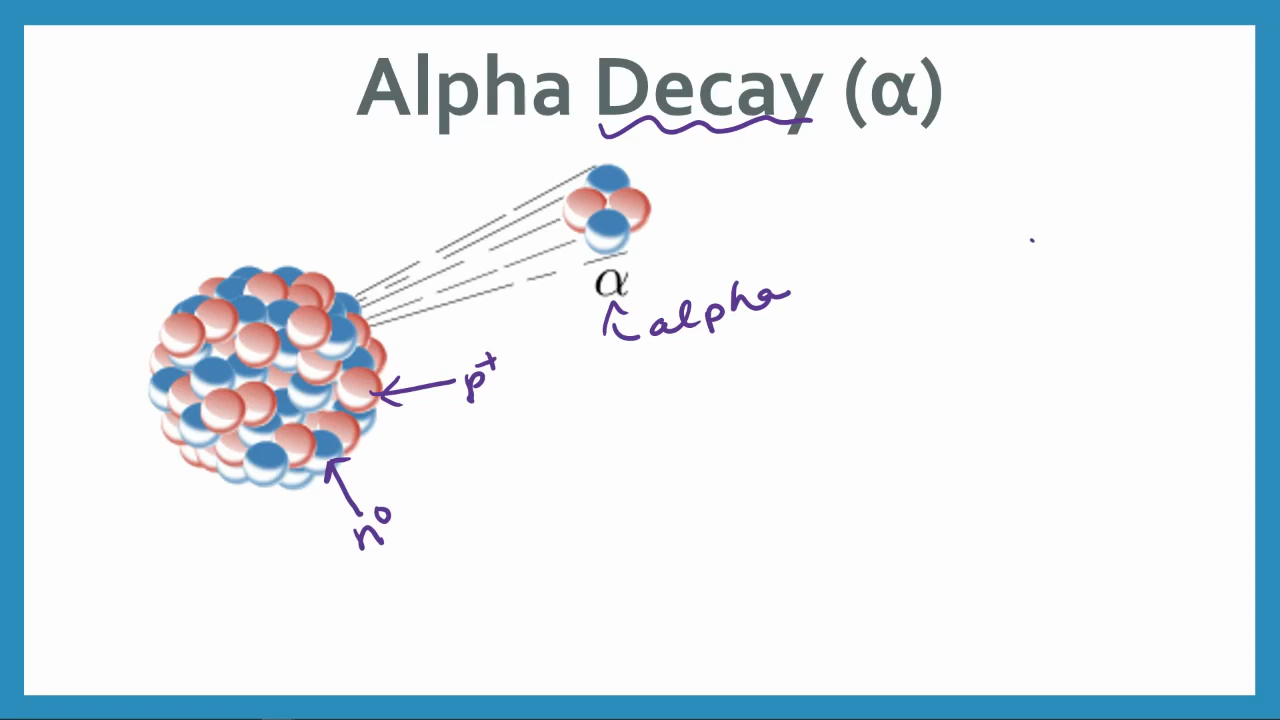 Alpha Decay (α)
α
alpha
p⁺
n⁰